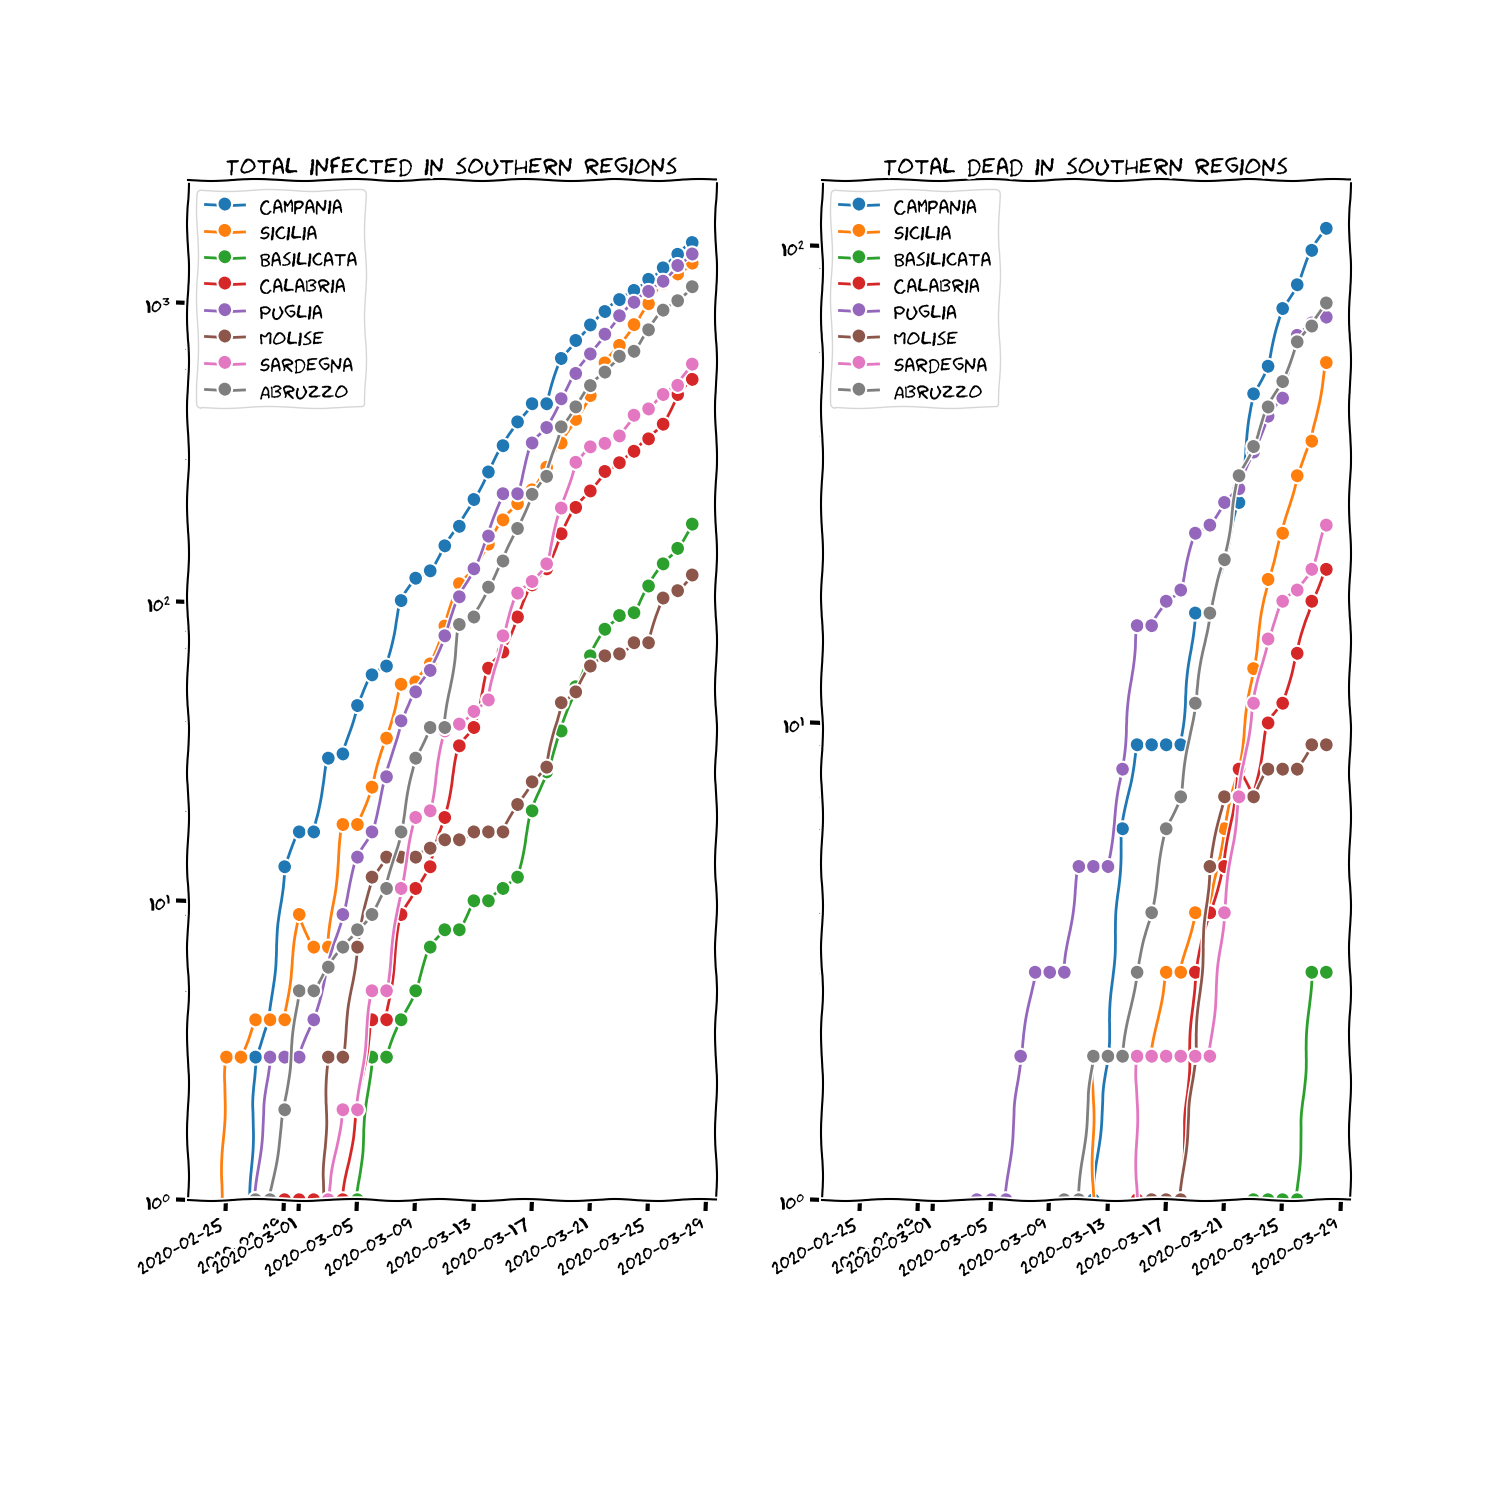 TOTAL INFECTED IN SOUTHERN REGIONS
CAMPANIA
SICILIA
BASILICATA
CALABRIA
PUGLIA
MOLISE
SARDEGNA
ABRUZZO
10³
10²
10¹
10⁰
2020-02-25
2020-03-01
2020-03-05
2020-03-09
2020-03-13
2020-03-17
2020-03-21
2020-03-25
2020-03-29
TOTAL DEAD IN SOUTHERN REGIONS
CAMPANIA
SICILIA
BASILICATA
CALABRIA
PUGLIA
MOLISE
SARDEGNA
ABRUZZO
10²
10¹
10⁰
2020-02-25
2020-03-01
2020-03-05
2020-03-09
2020-03-13
2020-03-17
2020-03-21
2020-03-25
2020-03-29